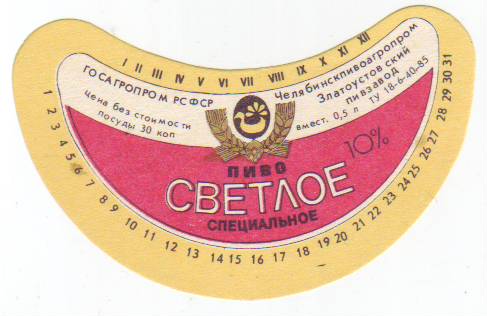 I II III IV V VI VII VIII IX X XI XII
ГОСАГРОПРОМ РСФСР
Цена без стоимости
посуды 30 коп
Челябинскпивоагропром
Златоустовский
пивзавод
вмест. 0,5 л ТУ 18-6-40-85
10%
ПИВО
СВЕТЛОЕ
СПЕЦИАЛЬНОЕ
1 2 3 4 5 6 7 8 9 10 11 12 13 14 15 16 17 18 19 20 21 22 23 24 25 26 27 28 29 30 31